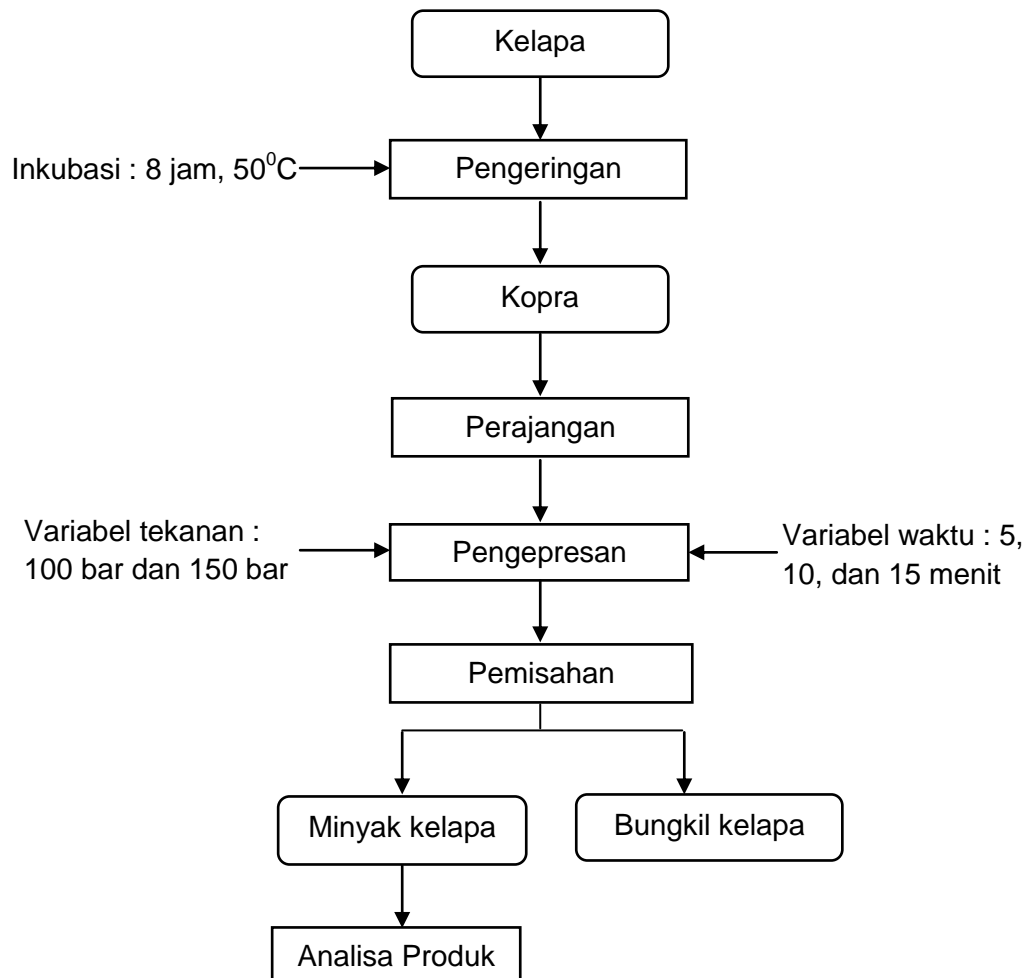 Kelapa
Inkubasi : 8 jam, 50⁰C
Pengeringan
Kopra
Perajangan
Variabel tekanan :
100 bar dan 150 bar
Pengepresan
Variabel waktu : 5,
10, dan 15 menit
Pemisahan
Minyak kelapa
Bungkil kelapa
Analisa Produk